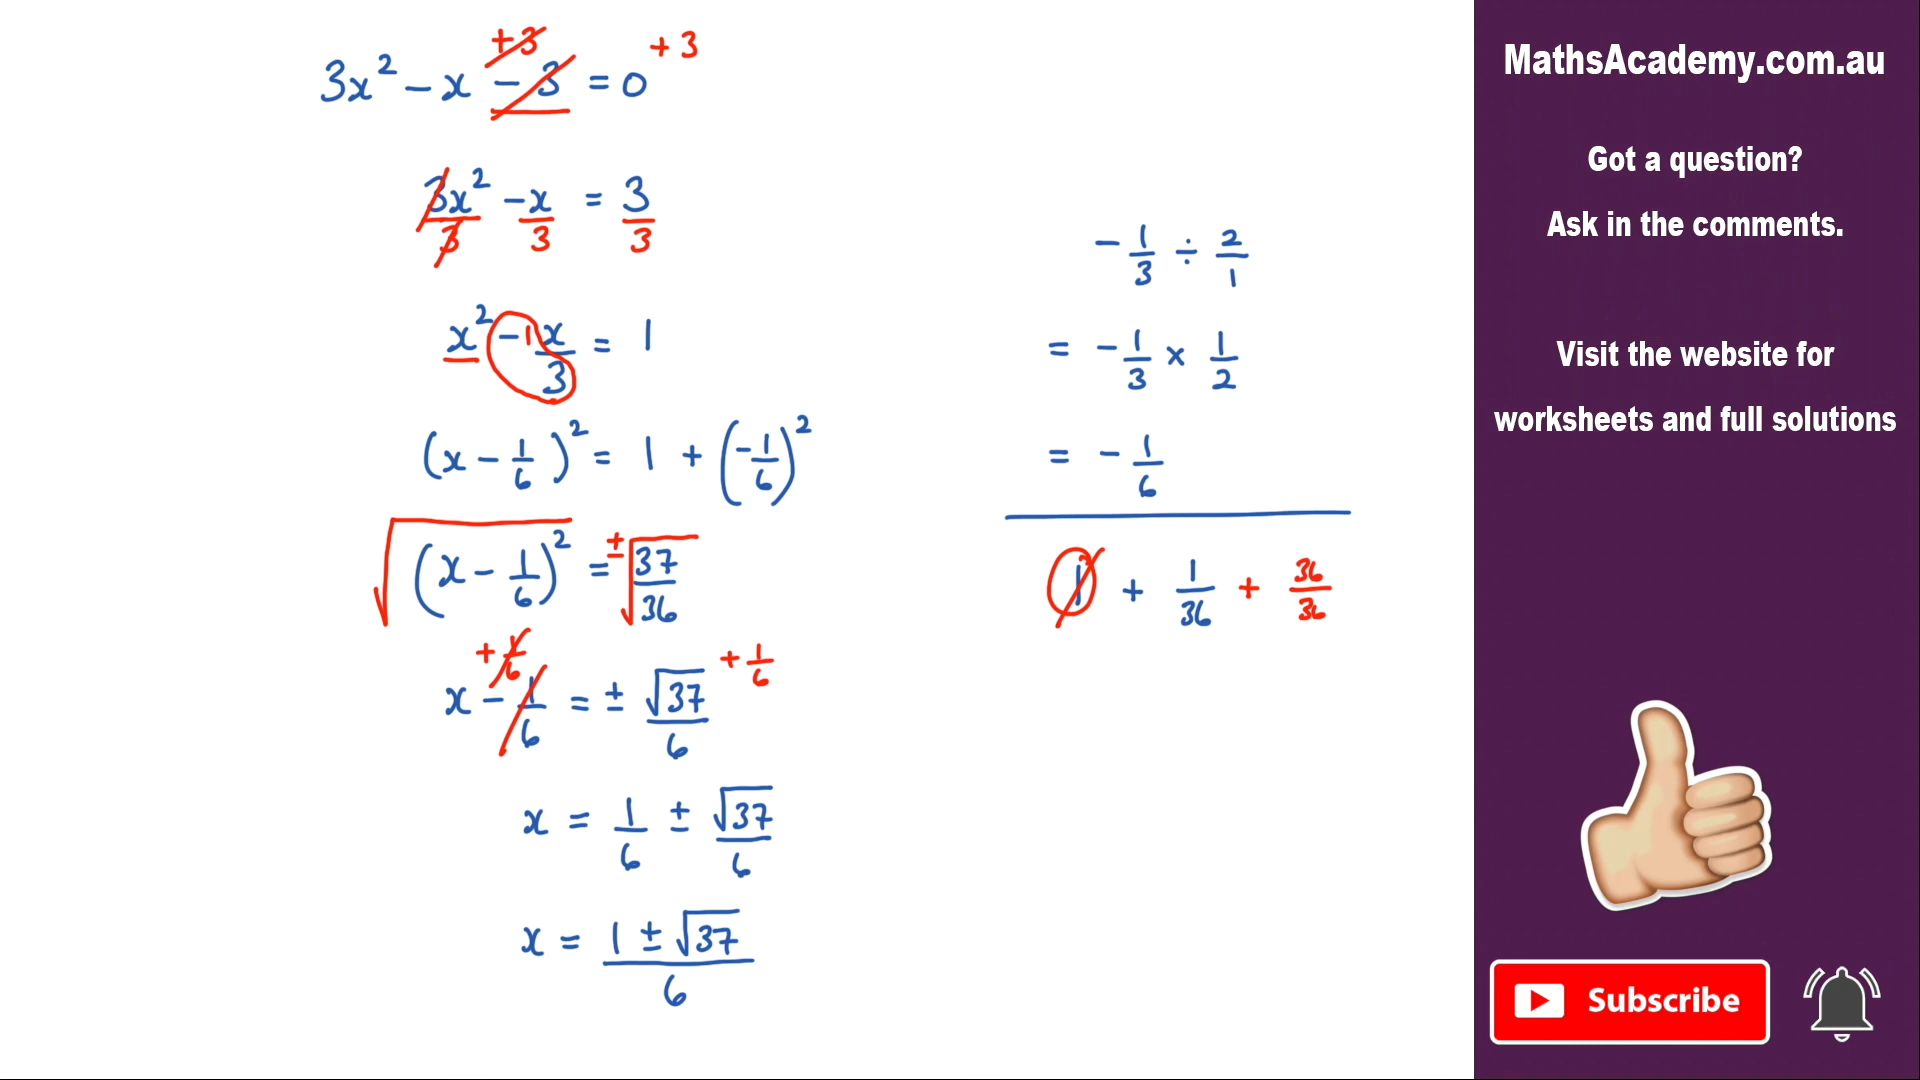 +3 +3
3x² − x − 3 = 0
3x²/3 − x/3 = 3/3
x² − 1x/3 = 1
(x − 1/6)² = 1 + (−1/6)²
√(x − 1/6)² = ±√37/36
+1/6 +1/6
x − 1/6 = ± √37/6
x = 1/6 ± √37/6
x = 1 ± √37/6
−1/3 ÷ 2/1
= −1/3 × 1/2
= −1/6
1 + 1/36 + 36/36
MathsAcademy.com.au
Got a question?
Ask in the comments.
Visit the website for
worksheets and full solutions
Subscribe